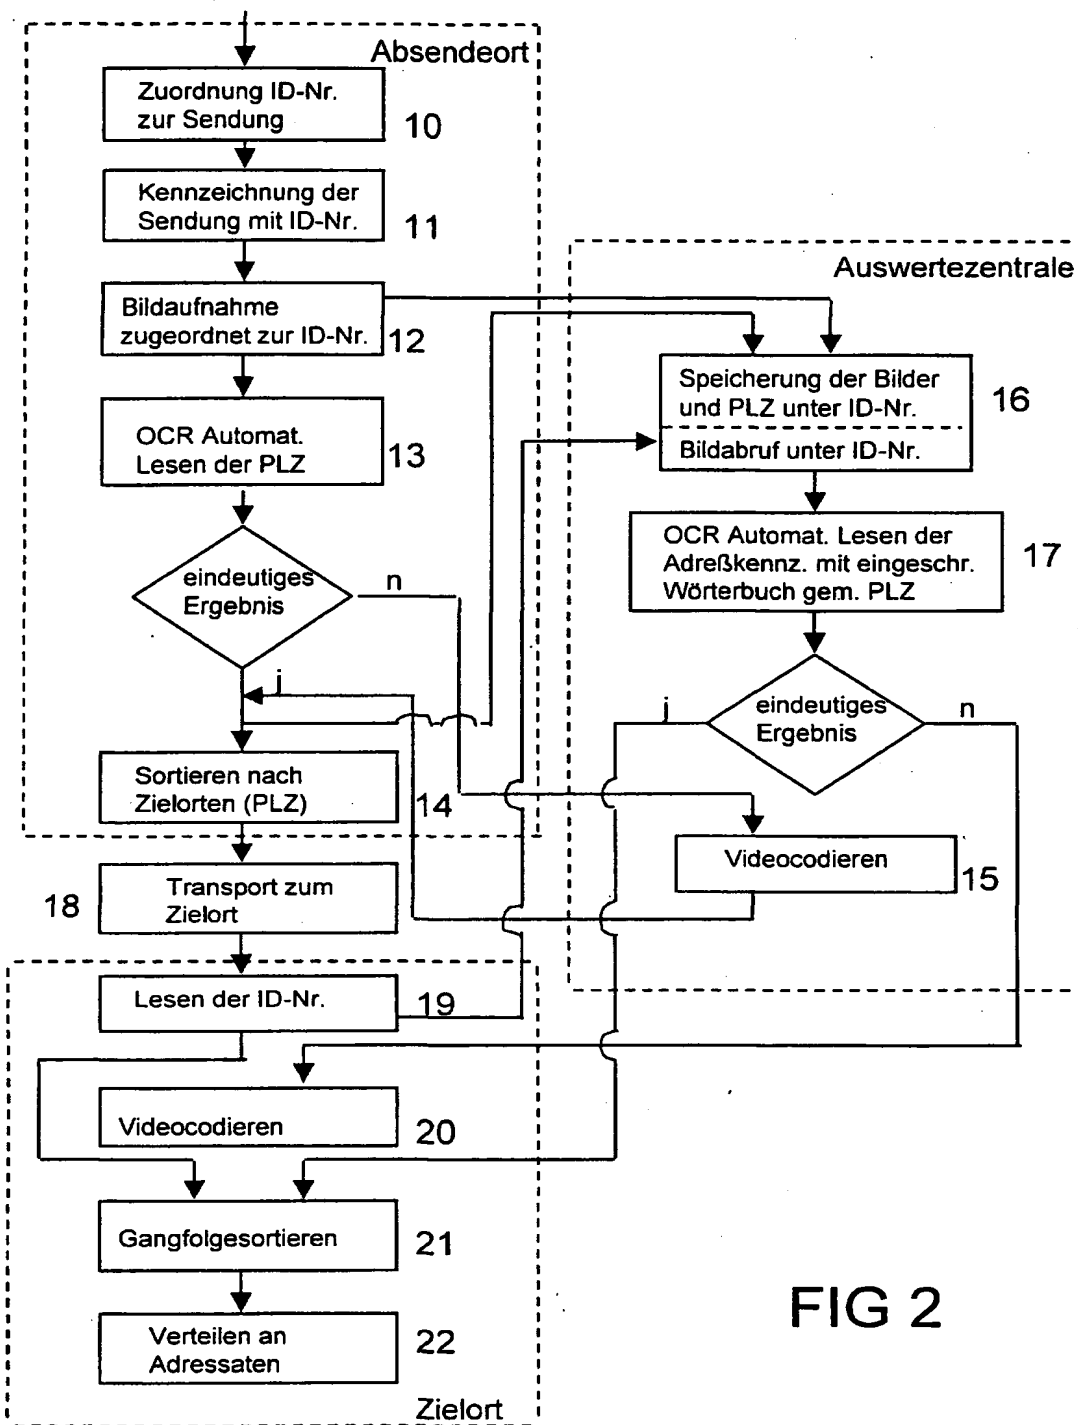 Absendeort
Zuordnung ID-Nr.
zur Sendung
10
Kennzeichnung der
Sendung mit ID-Nr.
11
Bildaufnahme
zugeordnet zur ID-Nr.
12
OCR Automat.
Lesen der PLZ
13
eindeutiges
Ergebnis
n
j
Sortieren nach
Zielorten (PLZ)
14
Auswertezentrale
Speicherung der Bilder
und PLZ unter ID-Nr.
16
Bildabruf unter ID-Nr.
OCR Automat. Lesen der
Adreßkennz. mit eingeschr.
Wörterbuch gem. PLZ
17
eindeutiges
Ergebnis
j
n
Videocodieren
15
18
Transport zum
Zielort
Lesen der ID-Nr.
19
Videocodieren
20
Gangfolgesortieren
21
Verteilen an
Adressaten
22
Zielort
FIG 2